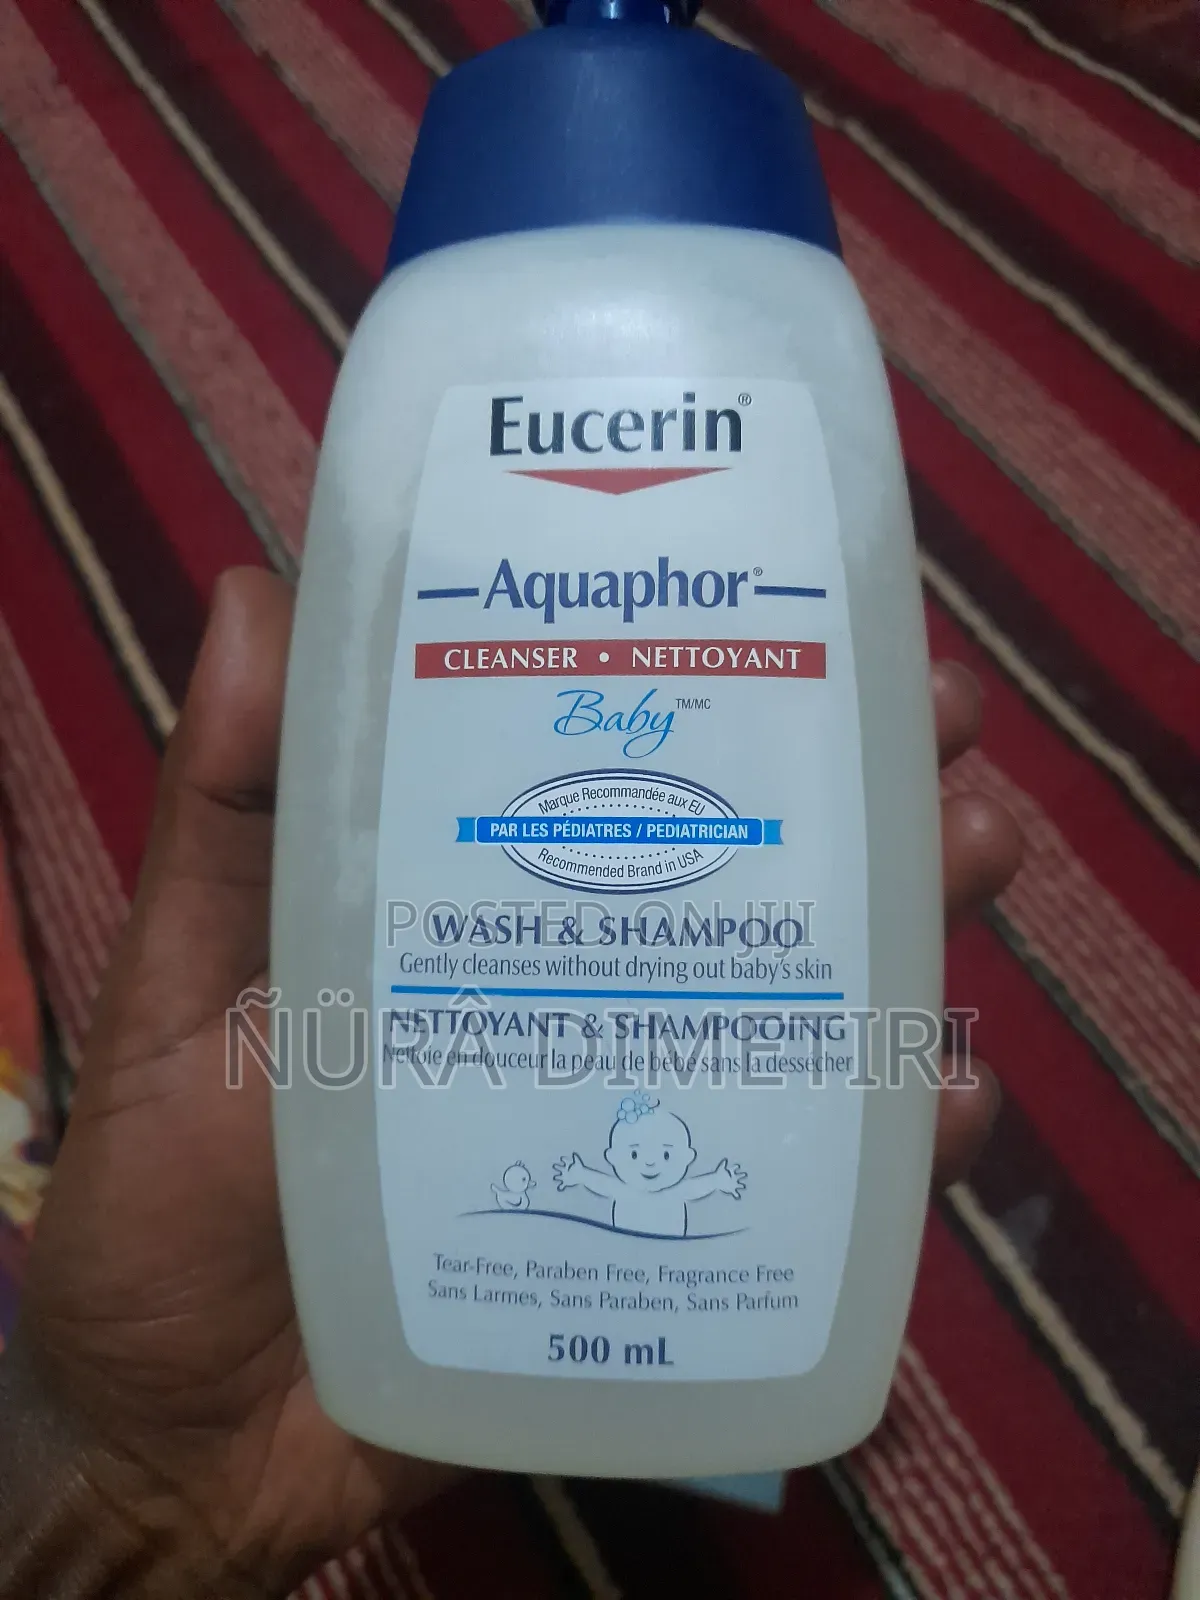 Eucerin®
Aquaphor®
CLEANSER • NETTOYANT
Baby TM/MC
Marque Recommandée aux EU
PAR LES PÉDIATRES / PEDIATRICIAN
Recommended Brand in USA
POSTED ON JIJI
WASH & SHAMPOO
Gently cleanses without drying out baby's skin
ÑÜRÂ DIMETIRI
NETTOYANT & SHAMPOOING
Nettoie en douceur la peau de bébé sans la dessécher
Tear-Free, Paraben Free, Fragrance Free
Sans Larmes, Sans Paraben, Sans Parfum
500 mL